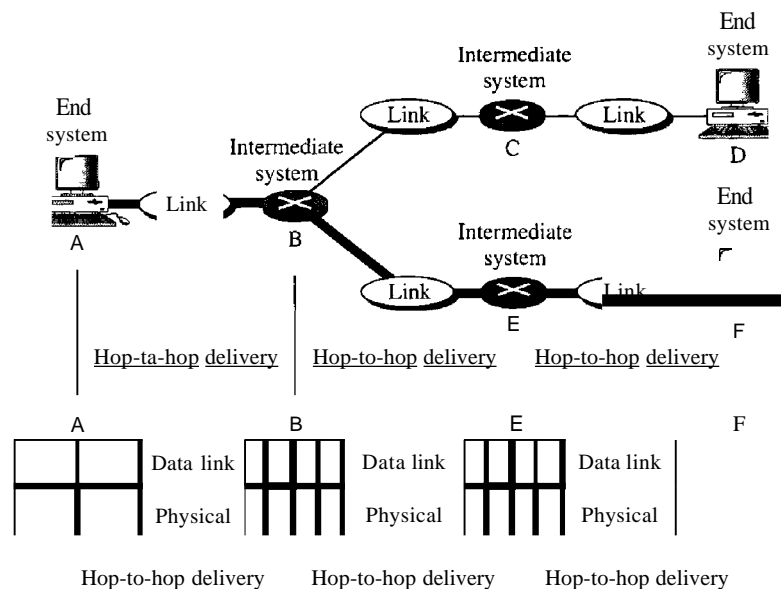 End
system
Intermediate
system
Link
Link
C
D
End
system
Intermediate
system
Link
A
B
End
system
Intermediate
system
Link
Link
E
F
Hop-ta-hop delivery
Hop-to-hop delivery
Hop-to-hop delivery
A
B
E
F
Data link
Data link
Data link
Physical
Physical
Physical
Hop-to-hop delivery
Hop-to-hop delivery
Hop-to-hop delivery